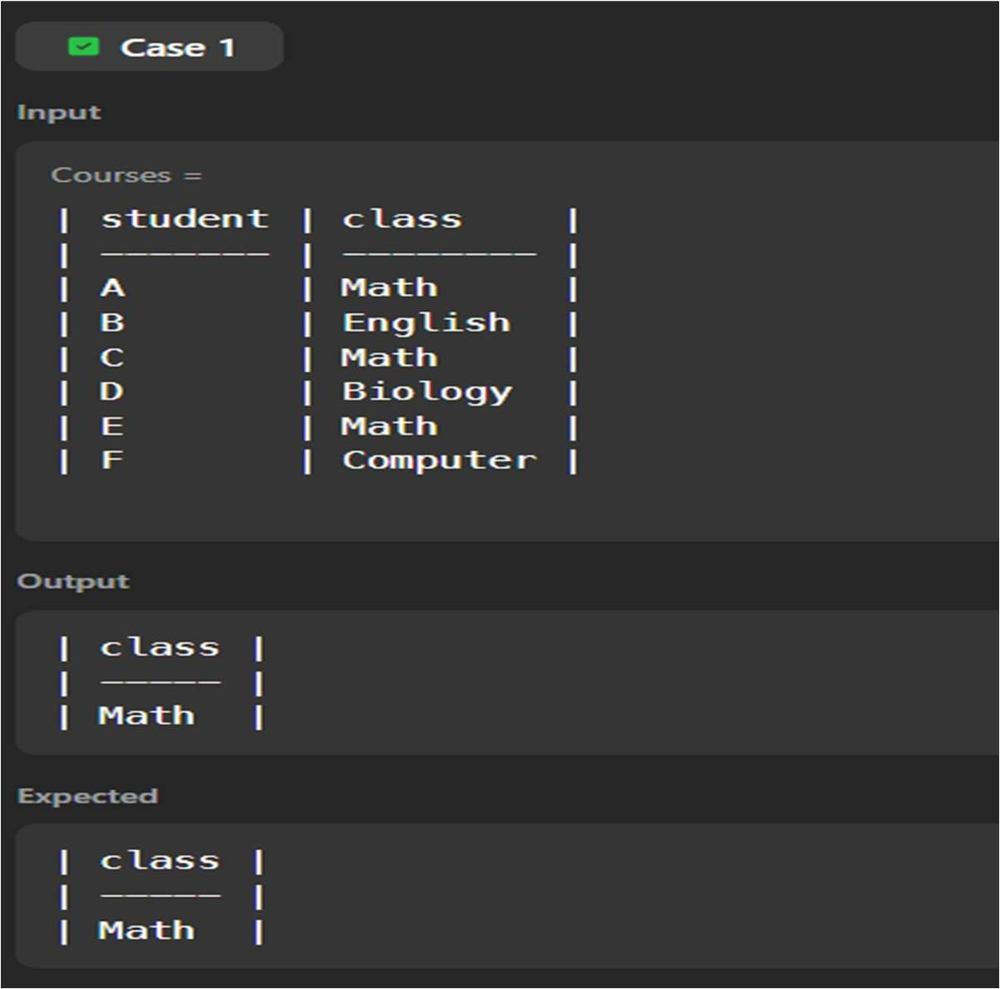 Case 1
Input
Courses =
| student | class    |
| ------- | -------- |
| A       | Math     |
| B       | English  |
| C       | Math     |
| D       | Biology  |
| E       | Math     |
| F       | Computer |
Output
| class |
| ----- |
| Math  |
Expected
| class |
| ----- |
| Math  |